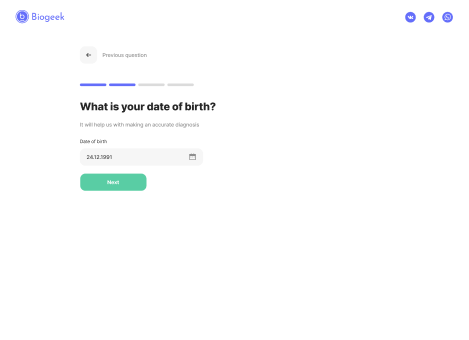 Biogeek
Previous question
What is your date of birth?
It will help us with making an accurate diagnosis
Date of birth
24.12.1991
Next